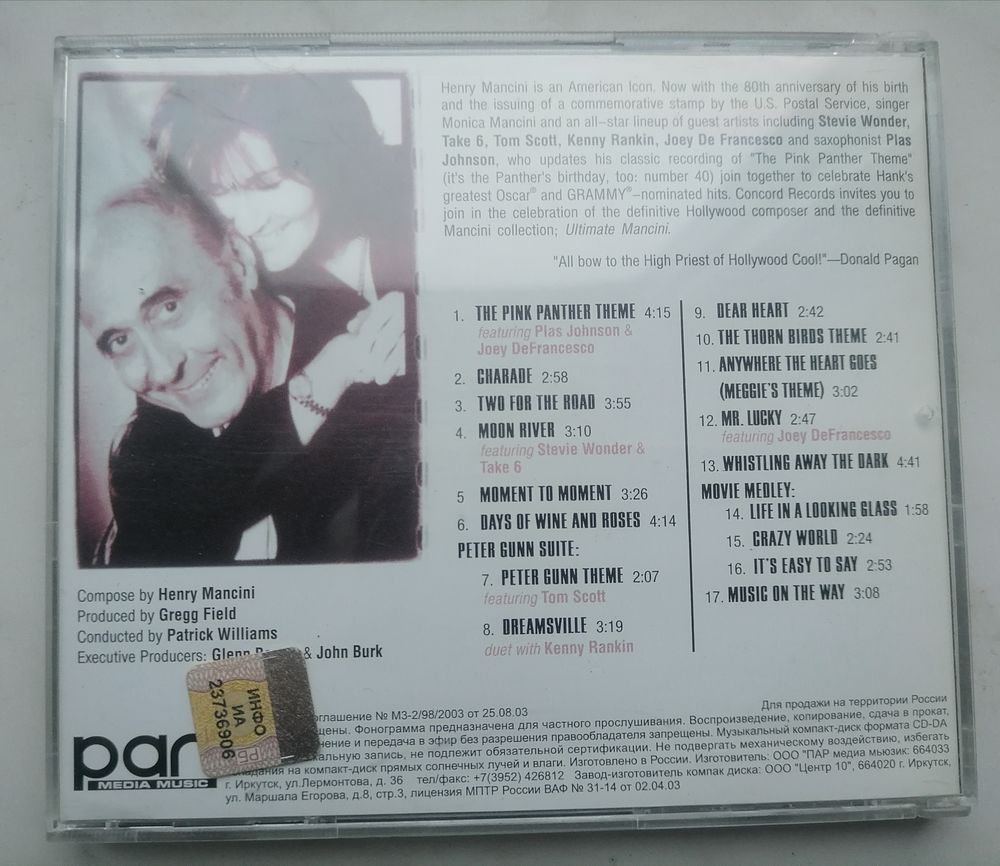 Henry Mancini is an American Icon. Now with the 80th anniversary of his birth
and the issuing of a commemorative stamp by the U.S. Postal Service, singer
Monica Mancini and an all-star lineup of guest artists including Stevie Wonder,
Take 6, Tom Scott, Kenny Rankin, Joey De Francesco and saxophonist Plas
Johnson, who updates his classic recording of "The Pink Panther Theme"
(it's the Panther's birthday, too: number 40) join together to celebrate Hank's
greatest Oscar® and GRAMMY®-nominated hits. Concord Records invites you to
join in the celebration of the definitive Hollywood composer and the definitive
Mancini collection; Ultimate Mancini.
"All bow to the High Priest of Hollywood Cool!"—Donald Pagan
1. THE PINK PANTHER THEME 4:15
featuring Plas Johnson &
Joey DeFrancesco
2. CHARADE 2:58
3. TWO FOR THE ROAD 3:55
4. MOON RIVER 3:10
featuring Stevie Wonder &
Take 6
5 MOMENT TO MOMENT 3:26
6. DAYS OF WINE AND ROSES 4:14
PETER GUNN SUITE:
7. PETER GUNN THEME 2:07
featuring Tom Scott
8. DREAMSVILLE 3:19
duet with Kenny Rankin
9. DEAR HEART 2:42
10. THE THORN BIRDS THEME 2:41
11. ANYWHERE THE HEART GOES
(MEGGIE'S THEME) 3:02
12. MR. LUCKY 2:47
featuring Joey DeFrancesco
13. WHISTLING AWAY THE DARK 4:41
MOVIE MEDLEY:
14. LIFE IN A LOOKING GLASS 1:58
15. CRAZY WORLD 2:24
16. IT'S EASY TO SAY 2:53
17. MUSIC ON THE WAY 3:08
Compose by Henry Mancini
Produced by Gregg Field
Conducted by Patrick Williams
Executive Producers: Glenn & John Burk
ИНФО
ИА
23736906
par
MEDIA MUSIC
Для продажи на территории России
№ МЗ-2/98/2003 от 25.08.03
Фонограмма предназначена для частного прослушивания. Воспроизведение, копирование, сдача в прокат,
и передача в эфир без разрешения правообладателя запрещены. Музыкальный компакт-диск формата CD-DA
запись, не подлежит обязательной сертификации. Не подвергать механическому воздействию, избегать
на компакт-диск прямых солнечных лучей и влаги. Изготовлено в России. Изготовитель: ООО "ПАР медиа мьюзик: 664033
г. Иркутск, ул.Лермонтова, д. 36 тел/факс: +7(3952) 426812 Завод-изготовитель компак диска: ООО "Центр 10", 664020 г. Иркутск,
ул. Маршала Егорова, д.8, стр.3, лицензия МПТР России ВАФ № 31-14 от 02.04.03